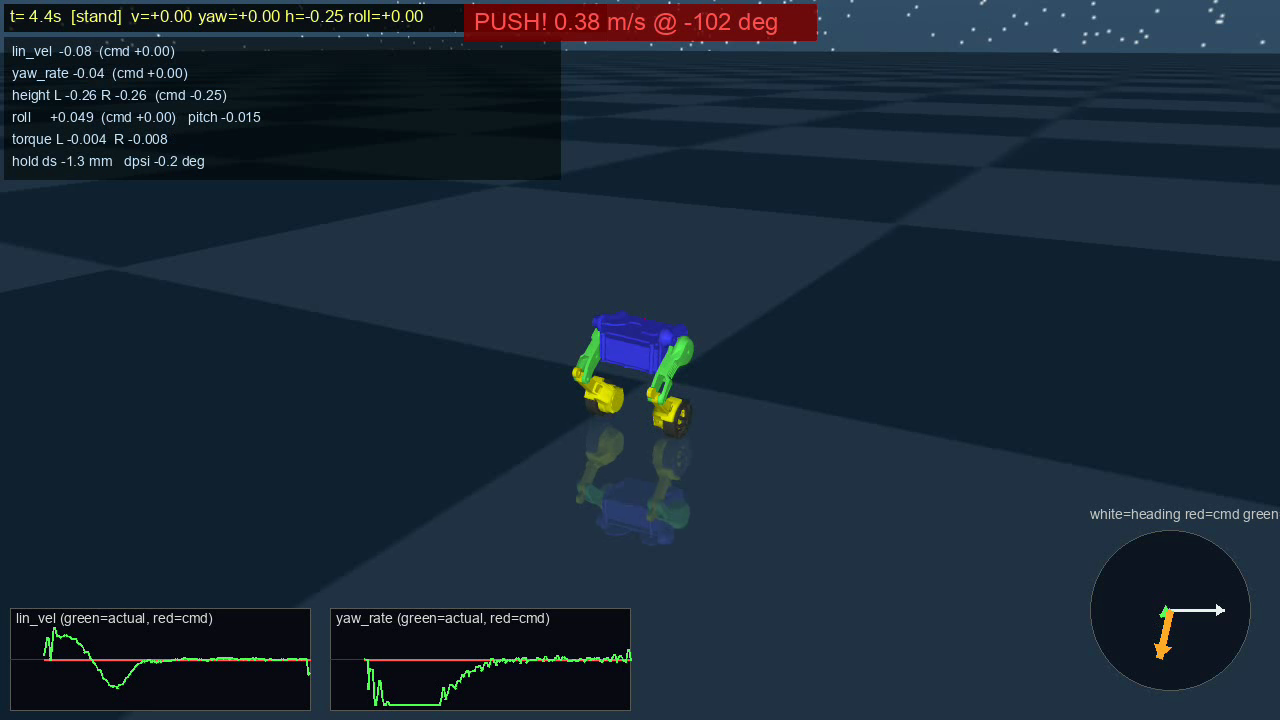 t= 4.4s  [stand]  v=+0.00 yaw=+0.00 h=-0.25 roll=+0.00
PUSH! 0.38 m/s @ -102 deg
lin_vel  -0.08  (cmd +0.00)
yaw_rate -0.04  (cmd +0.00)
height L -0.26 R -0.26  (cmd -0.25)
roll     +0.049  (cmd +0.00)   pitch -0.015
torque L -0.004  R -0.008
hold ds -1.3 mm   dpsi -0.2 deg
white=heading red=cmd green
lin_vel (green=actual, red=cmd)
yaw_rate (green=actual, red=cmd)